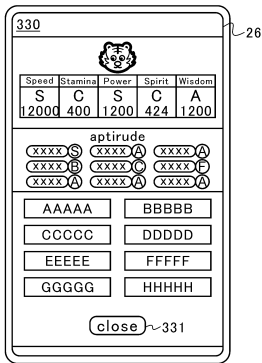 330
26
Speed Stamina Power Spirit Wisdom
S C S C A
12000 400 1200 424 1200
aptirude
xxxx S xxxx A xxxx A
xxxx B xxxx C xxxx F
xxxx A xxxx A xxxx A
AAAAA BBBBB
CCCCC DDDDD
EEEEE FFFFF
GGGGG HHHHH
close 331